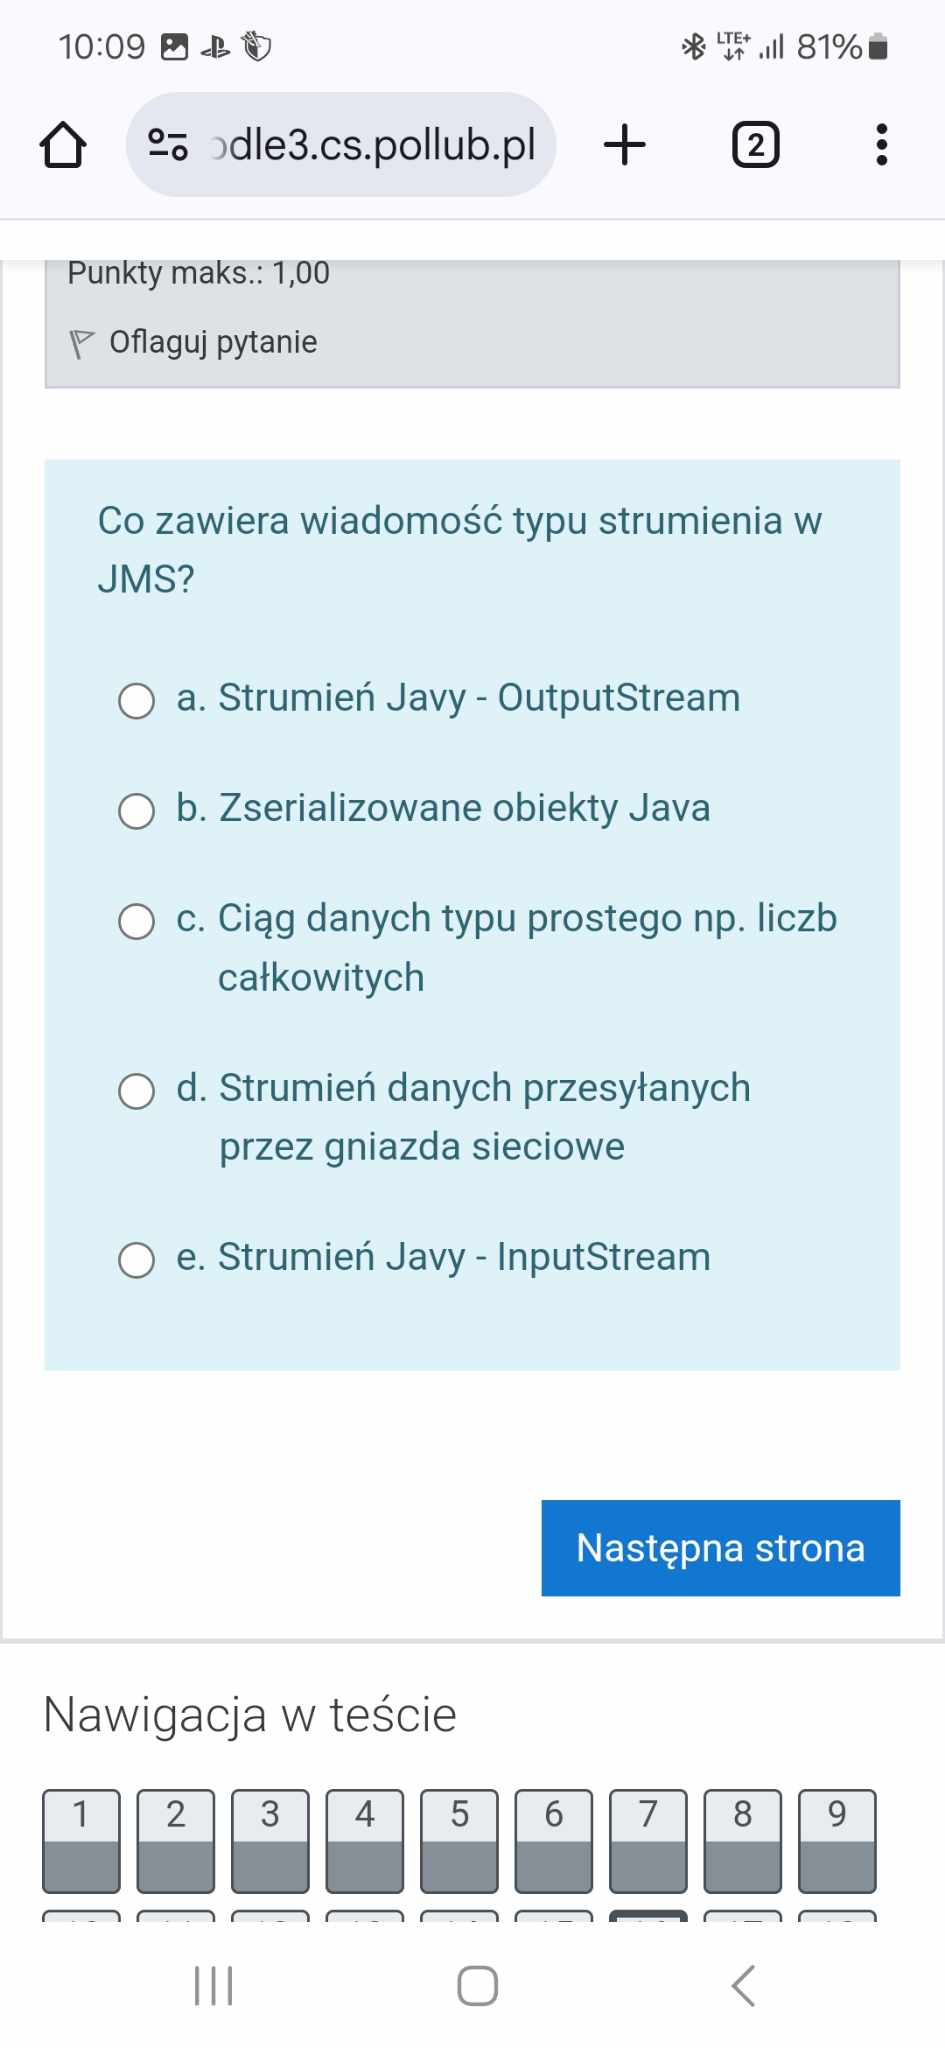 10:09
LTE+
81%
odle3.cs.pollub.pl
2
Punkty maks.: 1,00
Oflaguj pytanie
Co zawiera wiadomość typu strumienia w
JMS?
a. Strumień Javy - OutputStream
b. Zserializowane obiekty Java
c. Ciąg danych typu prostego np. liczb
całkowitych
d. Strumień danych przesyłanych
przez gniazda sieciowe
e. Strumień Javy - InputStream
Następna strona
Nawigacja w teście
1 2 3 4 5 6 7 8 9